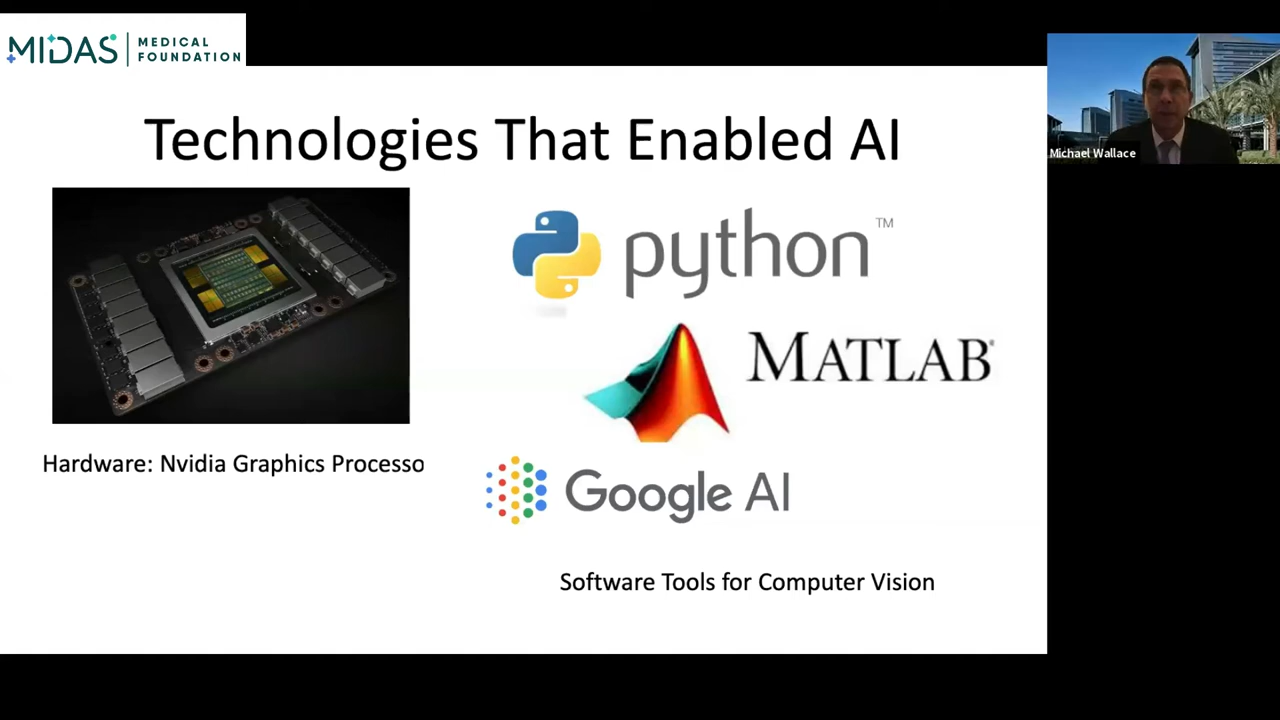 MIDAS
MEDICAL
FOUNDATION
Technologies That Enabled AI
Michael Wallace
python™
MATLAB®
Hardware: Nvidia Graphics Processo
Google AI
Software Tools for Computer Vision